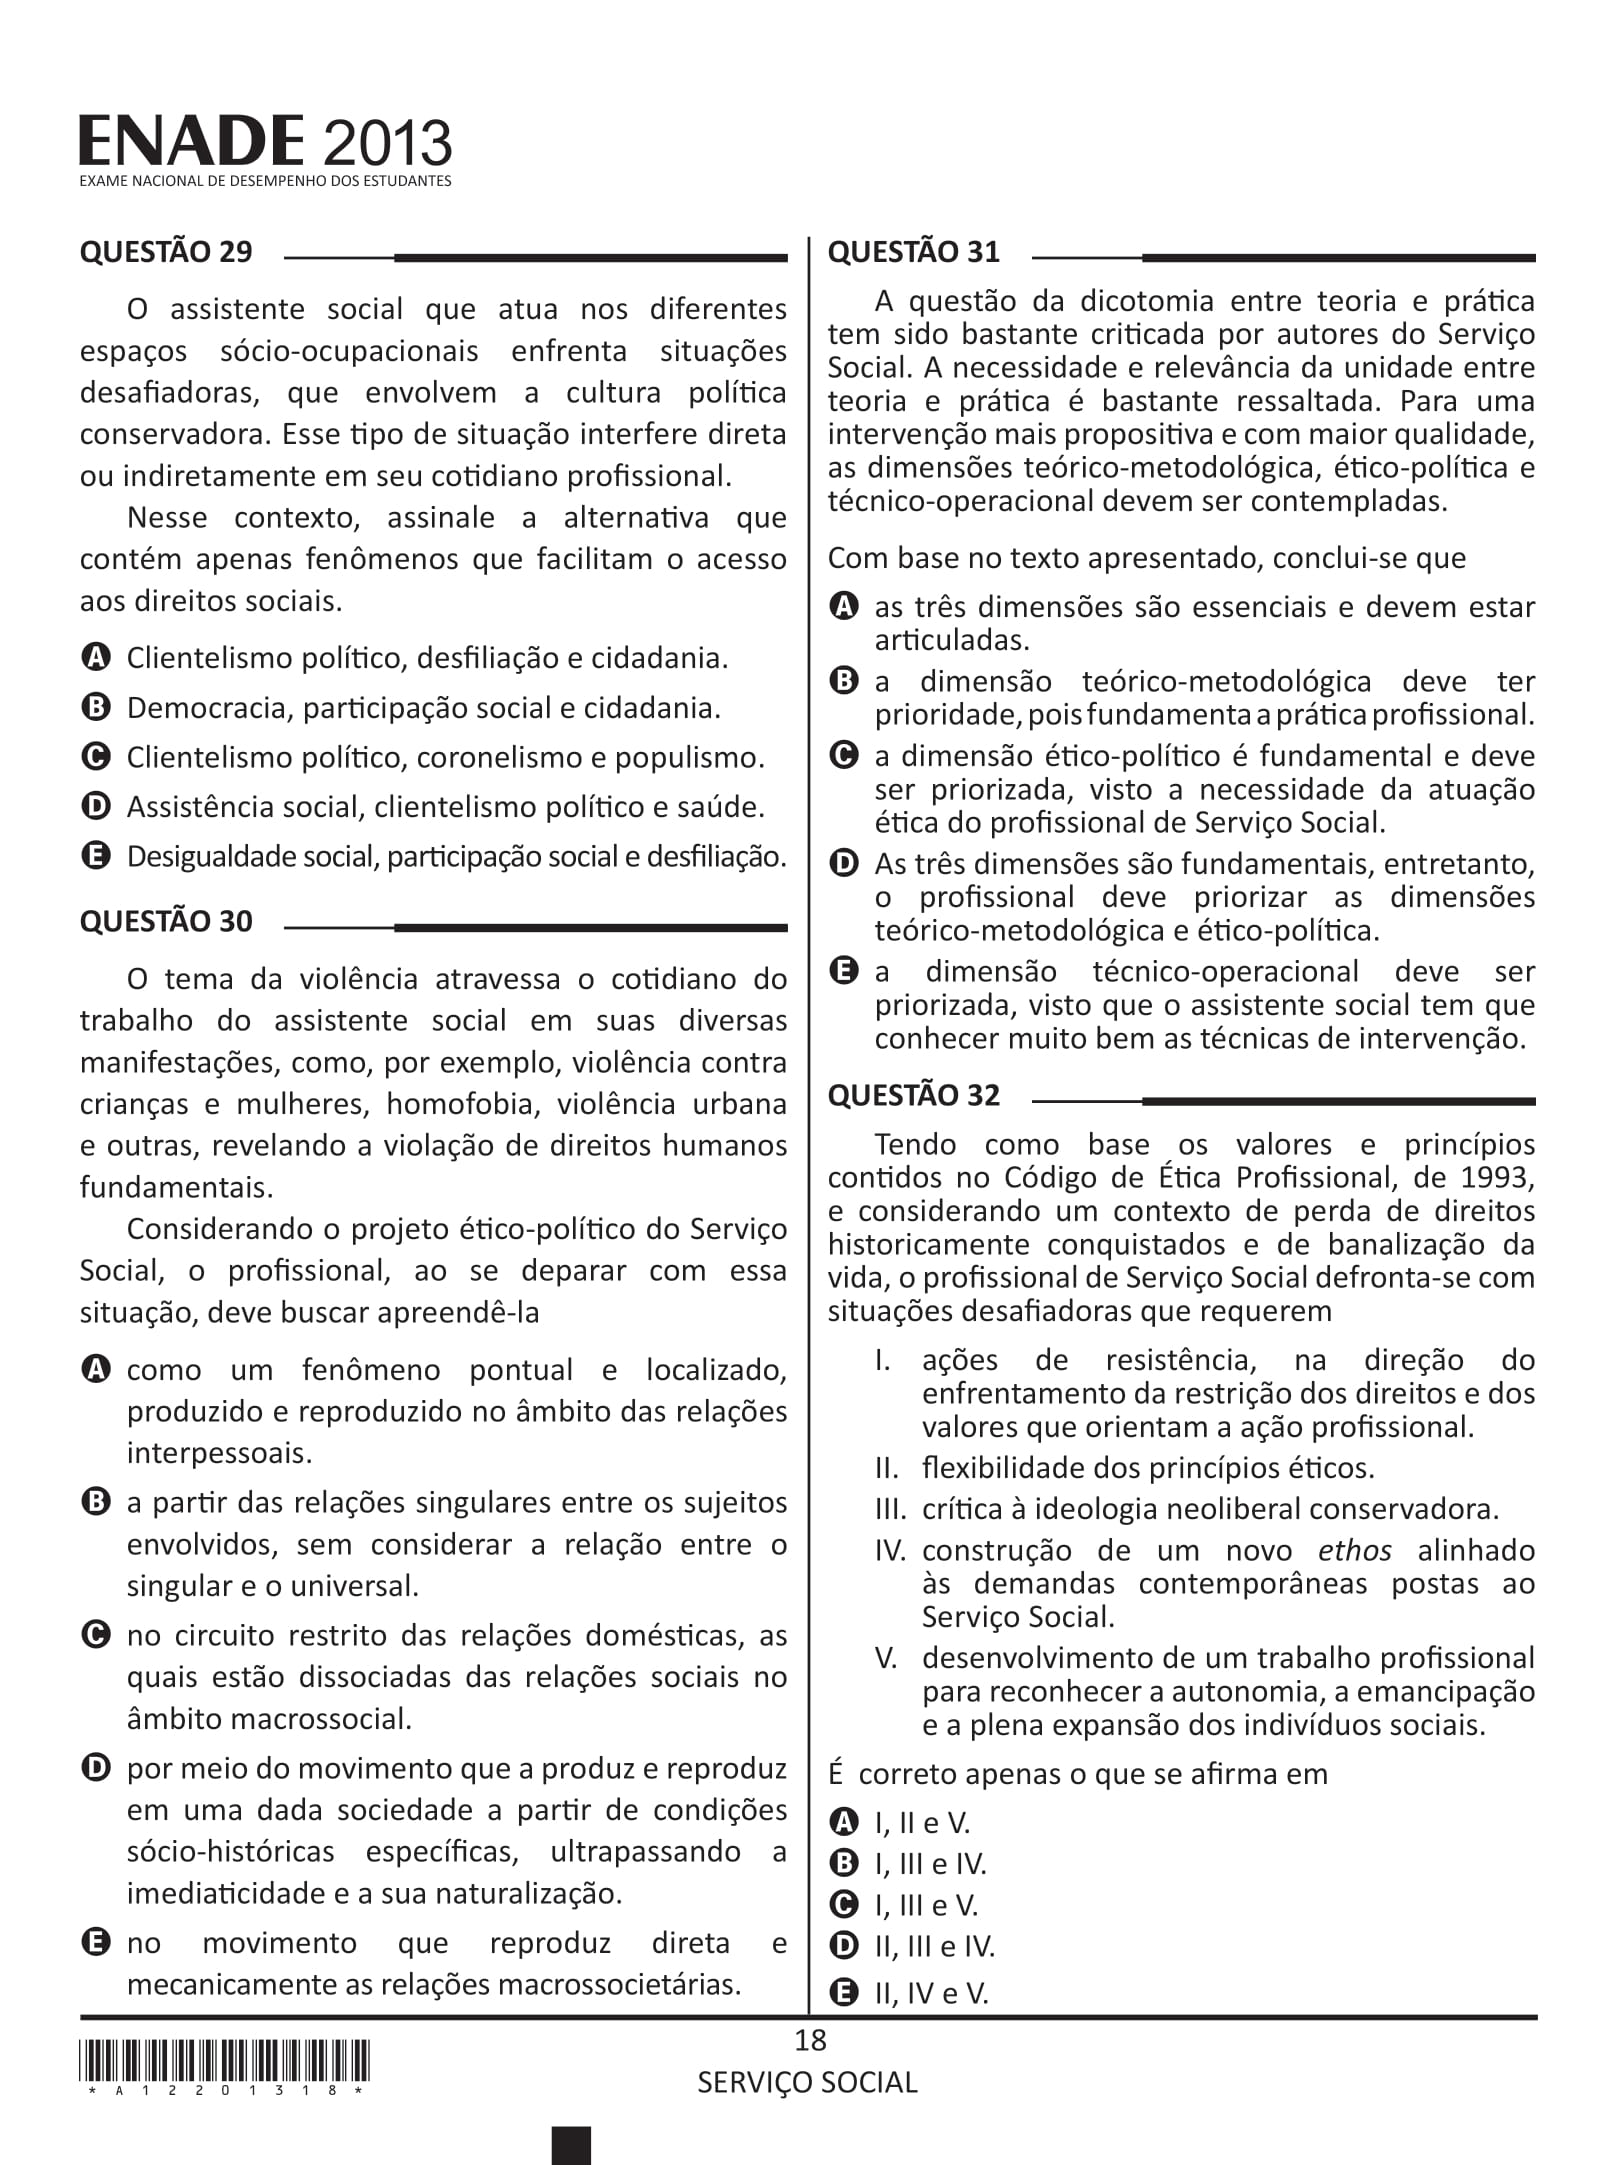 ENADE 2013
EXAME NACIONAL DE DESEMPENHO DOS ESTUDANTES
QUESTÃO 29
O assistente social que atua nos diferentes
espaços sócio-ocupacionais enfrenta situações
desafiadoras, que envolvem a cultura política
conservadora. Esse tipo de situação interfere direta
ou indiretamente em seu cotidiano profissional.
Nesse contexto, assinale a alternativa que
contém apenas fenômenos que facilitam o acesso
aos direitos sociais.
A Clientelismo político, desfiliação e cidadania.
B Democracia, participação social e cidadania.
C Clientelismo político, coronelismo e populismo.
D Assistência social, clientelismo político e saúde.
E Desigualdade social, participação social e desfiliação.
QUESTÃO 30
O tema da violência atravessa o cotidiano do
trabalho do assistente social em suas diversas
manifestações, como, por exemplo, violência contra
crianças e mulheres, homofobia, violência urbana
e outras, revelando a violação de direitos humanos
fundamentais.
Considerando o projeto ético-político do Serviço
Social, o profissional, ao se deparar com essa
situação, deve buscar apreendê-la
A como um fenômeno pontual e localizado,
produzido e reproduzido no âmbito das relações
interpessoais.
B a partir das relações singulares entre os sujeitos
envolvidos, sem considerar a relação entre o
singular e o universal.
C no circuito restrito das relações domésticas, as
quais estão dissociadas das relações sociais no
âmbito macrossocial.
D por meio do movimento que a produz e reproduz
em uma dada sociedade a partir de condições
sócio-históricas específicas, ultrapassando a
imediaticidade e a sua naturalização.
E no movimento que reproduz direta e
mecanicamente as relações macrossocietárias.
QUESTÃO 31
A questão da dicotomia entre teoria e prática
tem sido bastante criticada por autores do Serviço
Social. A necessidade e relevância da unidade entre
teoria e prática é bastante ressaltada. Para uma
intervenção mais propositiva e com maior qualidade,
as dimensões teórico-metodológica, ético-política e
técnico-operacional devem ser contempladas.
Com base no texto apresentado, conclui-se que
A as três dimensões são essenciais e devem estar
articuladas.
B a dimensão teórico-metodológica deve ter
prioridade, pois fundamenta a prática profissional.
C a dimensão ético-político é fundamental e deve
ser priorizada, visto a necessidade da atuação
ética do profissional de Serviço Social.
D As três dimensões são fundamentais, entretanto,
o profissional deve priorizar as dimensões
teórico-metodológica e ético-política.
E a dimensão técnico-operacional deve ser
priorizada, visto que o assistente social tem que
conhecer muito bem as técnicas de intervenção.
QUESTÃO 32
Tendo como base os valores e princípios
contidos no Código de Ética Profissional, de 1993,
e considerando um contexto de perda de direitos
historicamente conquistados e de banalização da
vida, o profissional de Serviço Social defronta-se com
situações desafiadoras que requerem
I. ações de resistência, na direção do
enfrentamento da restrição dos direitos e dos
valores que orientam a ação profissional.
II. flexibilidade dos princípios éticos.
III. crítica à ideologia neoliberal conservadora.
IV. construção de um novo ethos alinhado
às demandas contemporâneas postas ao
Serviço Social.
V. desenvolvimento de um trabalho profissional
para reconhecer a autonomia, a emancipação
e a plena expansão dos indivíduos sociais.
É correto apenas o que se afirma em
A I, II e V.
B I, III e IV.
C I, III e V.
D II, III e IV.
E II, IV e V.
18
SERVIÇO SOCIAL
* A 1 2 2 0 1 3 1 8 *